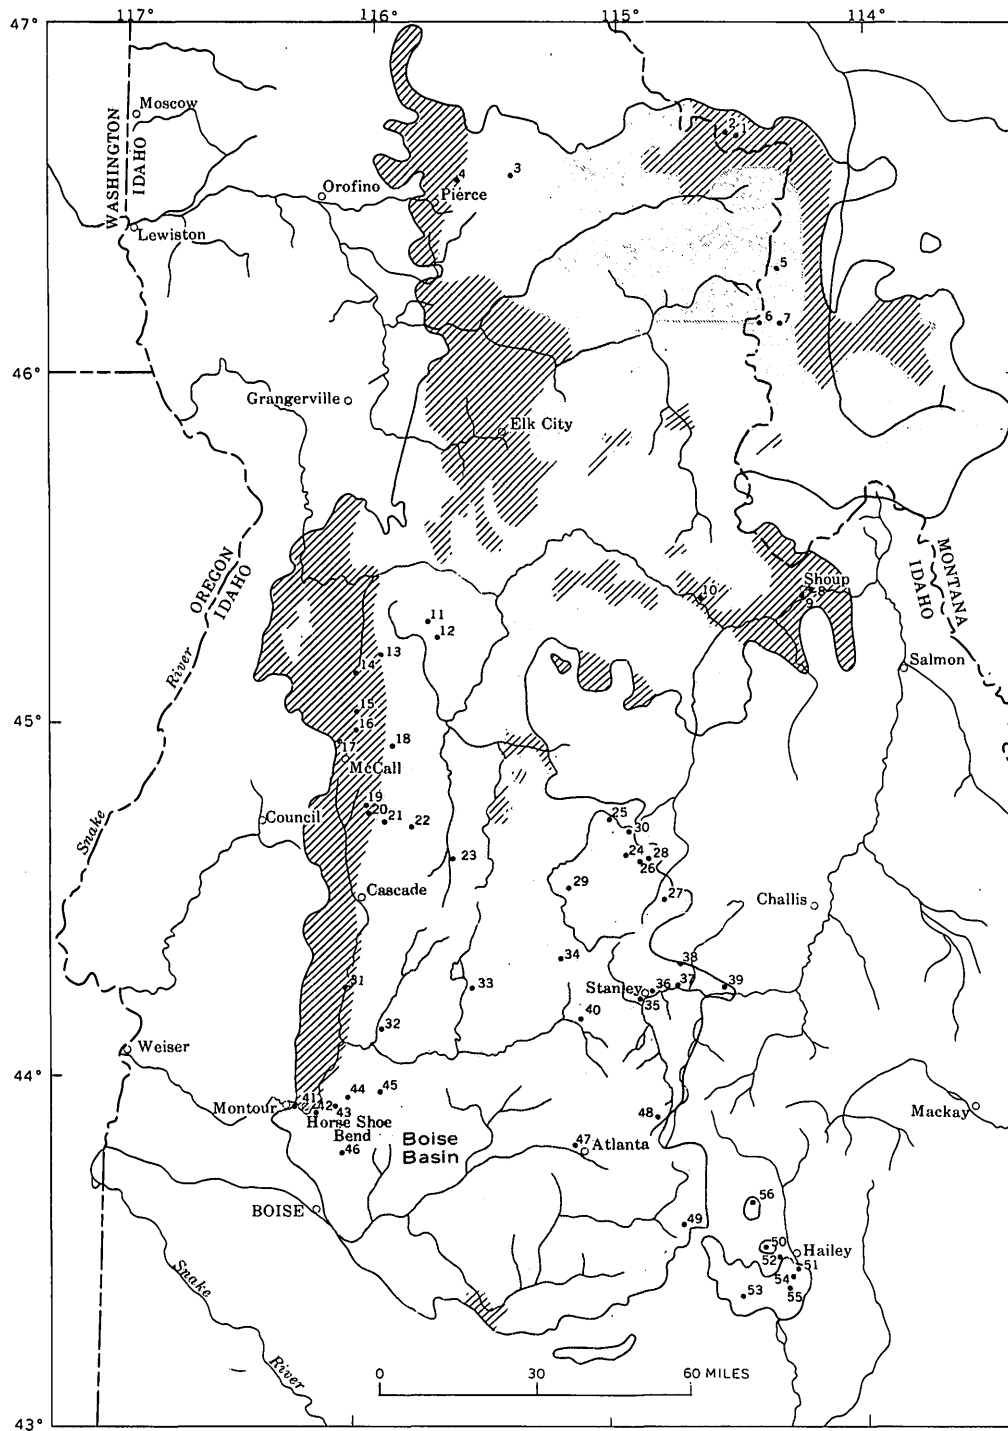 117°
116°
115°
114°
47°
Moscow
WASHINGTON
IDAHO
2
1
3
4
Orofino
Pierce
Lewiston
5
6
7
46°
Grangerville
Elk City
OREGON
IDAHO
MONTANA
IDAHO
Shoup
10
8
9
11
12
13
14
Salmon
River
15
45°
16
17
18
McCall
19
20
21
22
Council
Snake
25
30
24
28
26
23
29
27
Cascade
Challis
34
38
31
33
Stanley
36
37
39
35
40
32
Weiser
44°
44
45
41
42
43
Montour
Horse Shoe
Bend
46
Boise
Basin
48
47
Atlanta
Mackay
56
BOISE
49
50
Hailey
52
51
54
55
53
Snake
River
0
30
60 MILES
43°